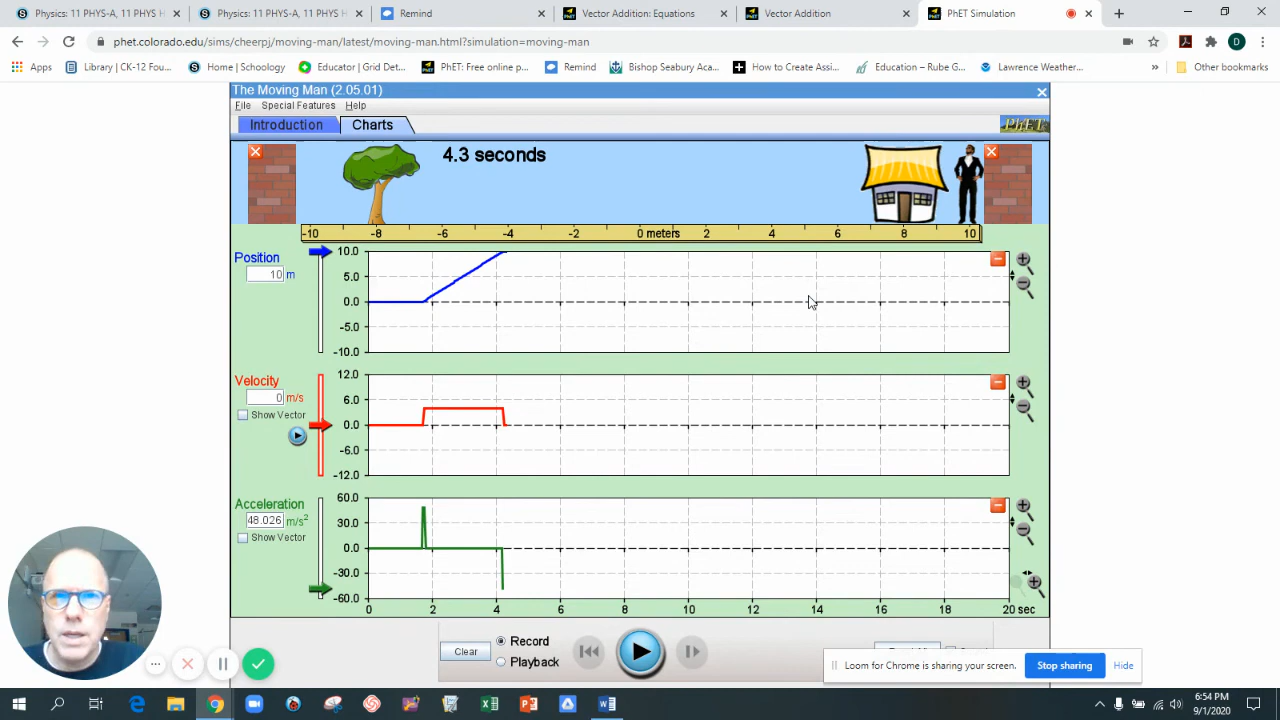 Physics: 11 PHYS-A, 11 PHYS H
Physics: 11 PHYS-A, 11 PHYS H
Remind
Vector Addition: Equations
Vector Addition
PhET Simulation
phet.colorado.edu/sims/cheerpj/moving-man/latest/moving-man.html?simulation=moving-man
D
Apps
Library | CK-12 Fou...
Home | Schoology
Educator | Grid Det...
PhET: Free online p...
Remind
Bishop Seabury Aca...
How to Create Assi...
Education – Rube G...
Lawrence Weather...
»
Other bookmarks
The Moving Man (2.05.01)
File Special Features Help
Introduction
Charts
PhET
4.3 seconds
-10 -8 -6 -4 -2 0 meters 2 4 6 8 10
Position
10 m
10.0
5.0
0.0
-5.0
-10.0
Velocity
0 m/s
Show Vector
12.0
6.0
0.0
-6.0
-12.0
Acceleration
48.026 m/s²
Show Vector
60.0
30.0
0.0
-30.0
-60.0
0 2 4 6 8 10 12 14 16 18 20 sec
Clear
Record
Playback
Loom for Chrome is sharing your screen.
Stop sharing
Hide
6:54 PM
9/1/2020